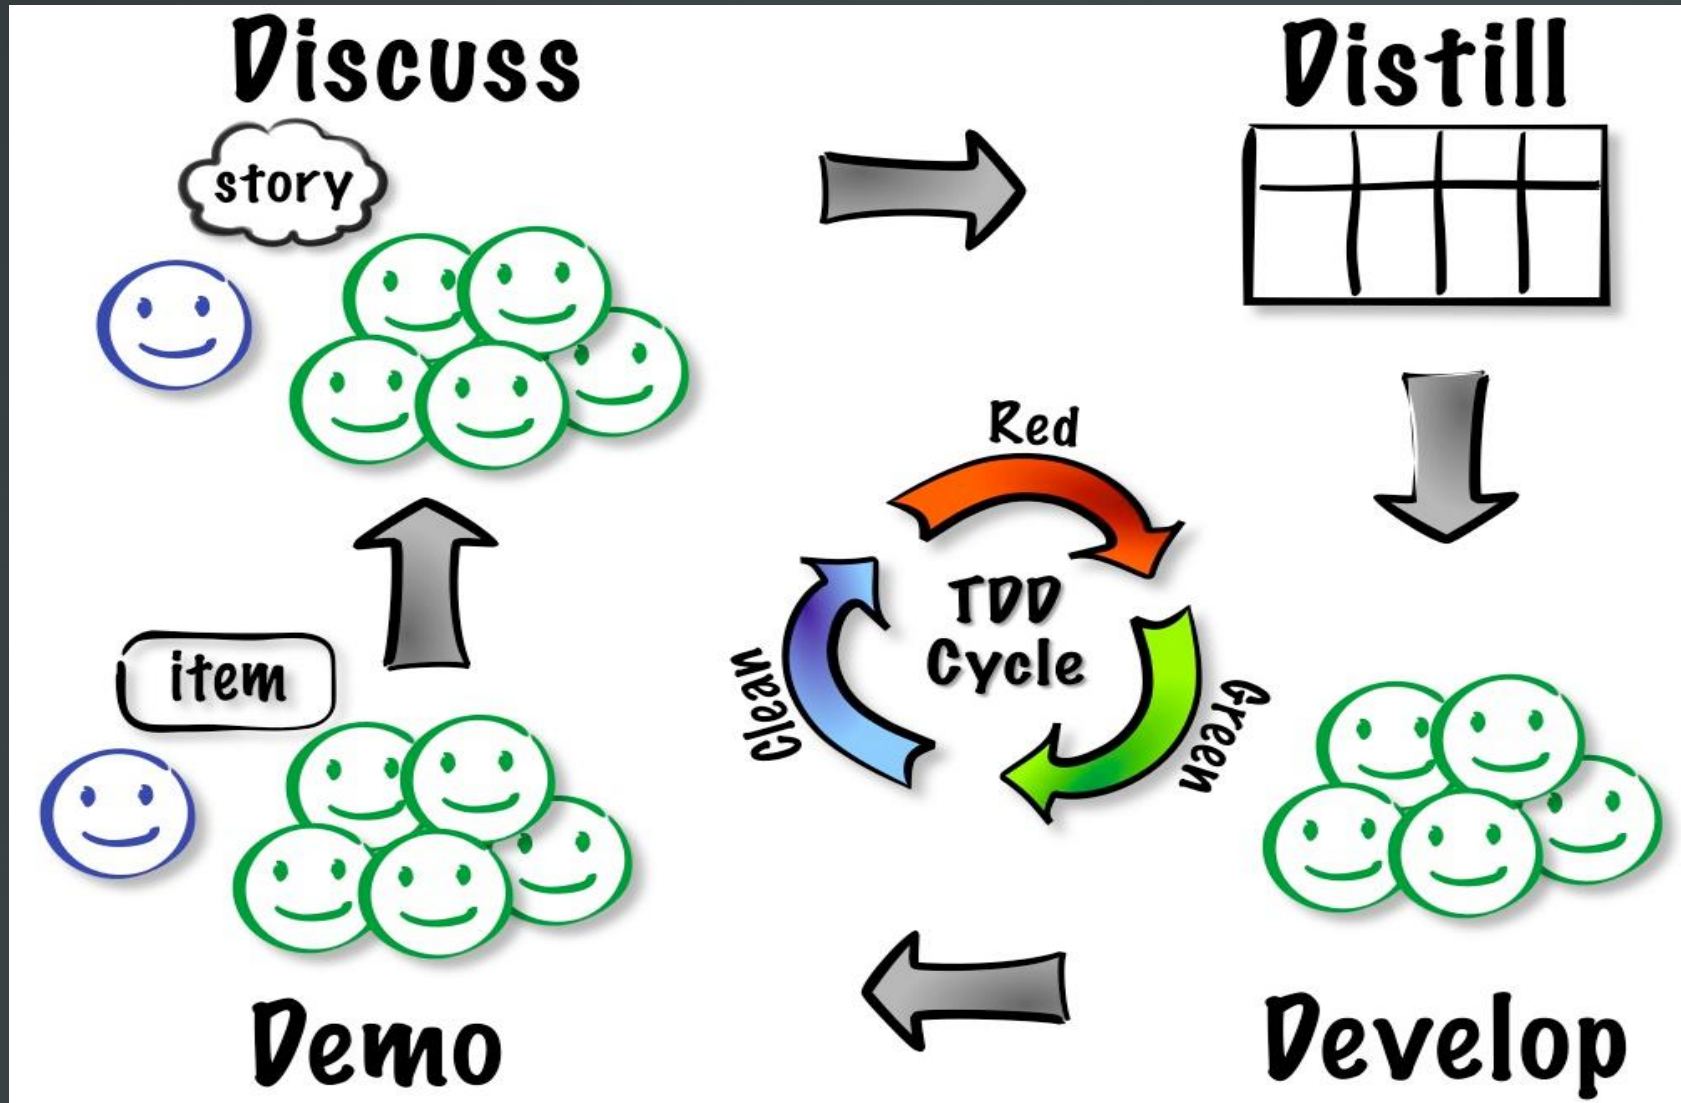 Discuss
Distill
story
Red
TDD
Cycle
Clean
Green
item
Demo
Develop